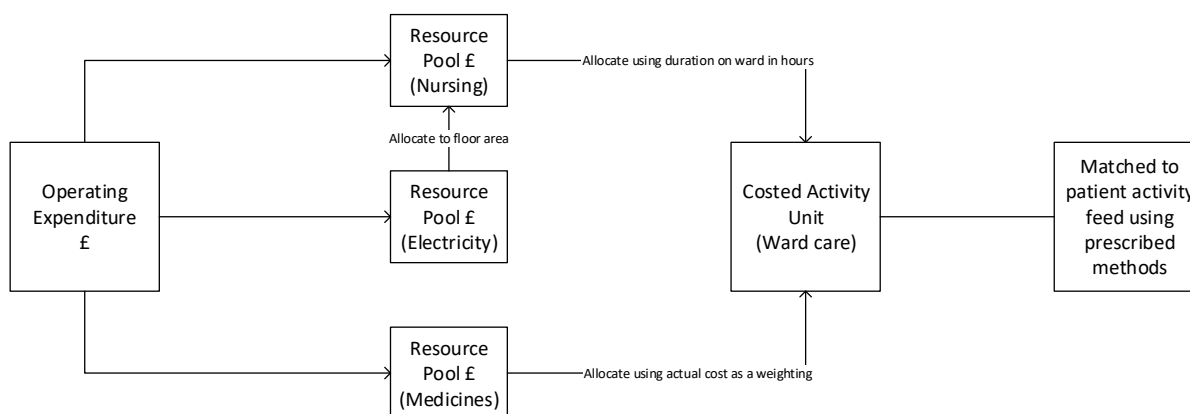 Operating
Expenditure
£
Resource
Pool £
(Nursing)
Allocate to floor area
Resource
Pool £
(Electricity)
Resource
Pool £
(Medicines)
Allocate using duration on ward in hours
Allocate using actual cost as a weighting
Costed Activity
Unit
(Ward care)
Matched to
patient activity
feed using
prescribed
methods